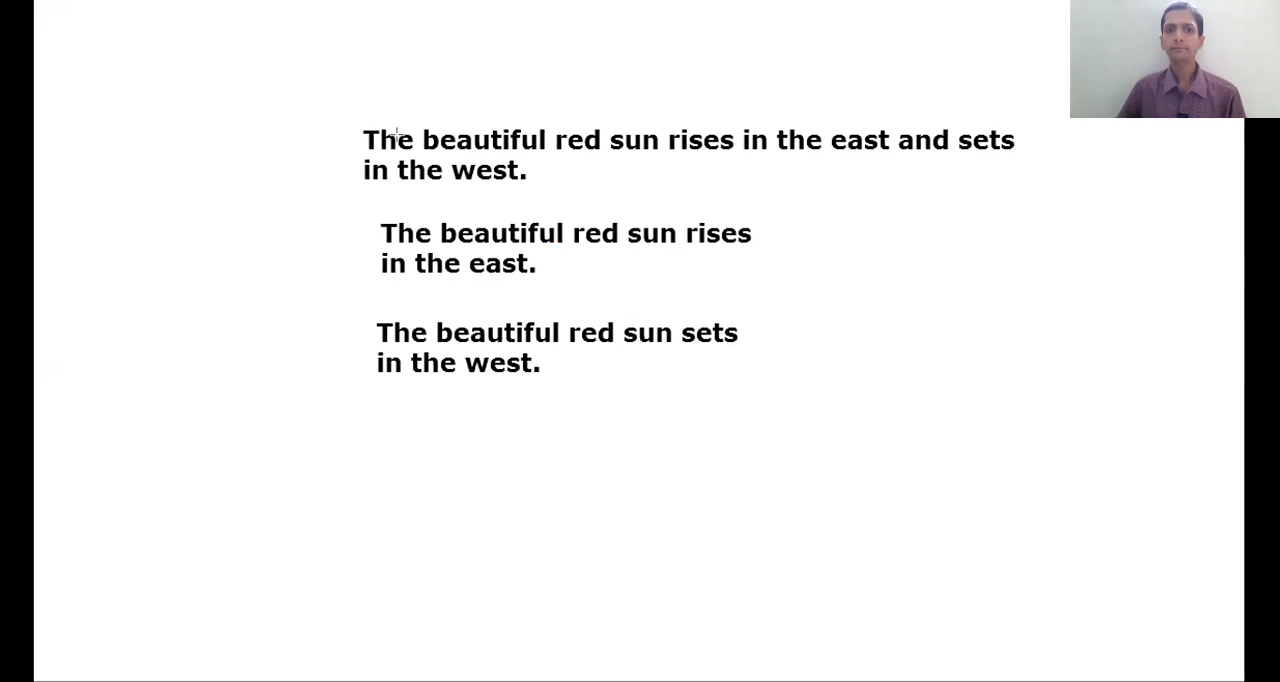 The beautiful red sun rises in the east and sets
in the west.
The beautiful red sun rises
in the east.
The beautiful red sun sets
in the west.